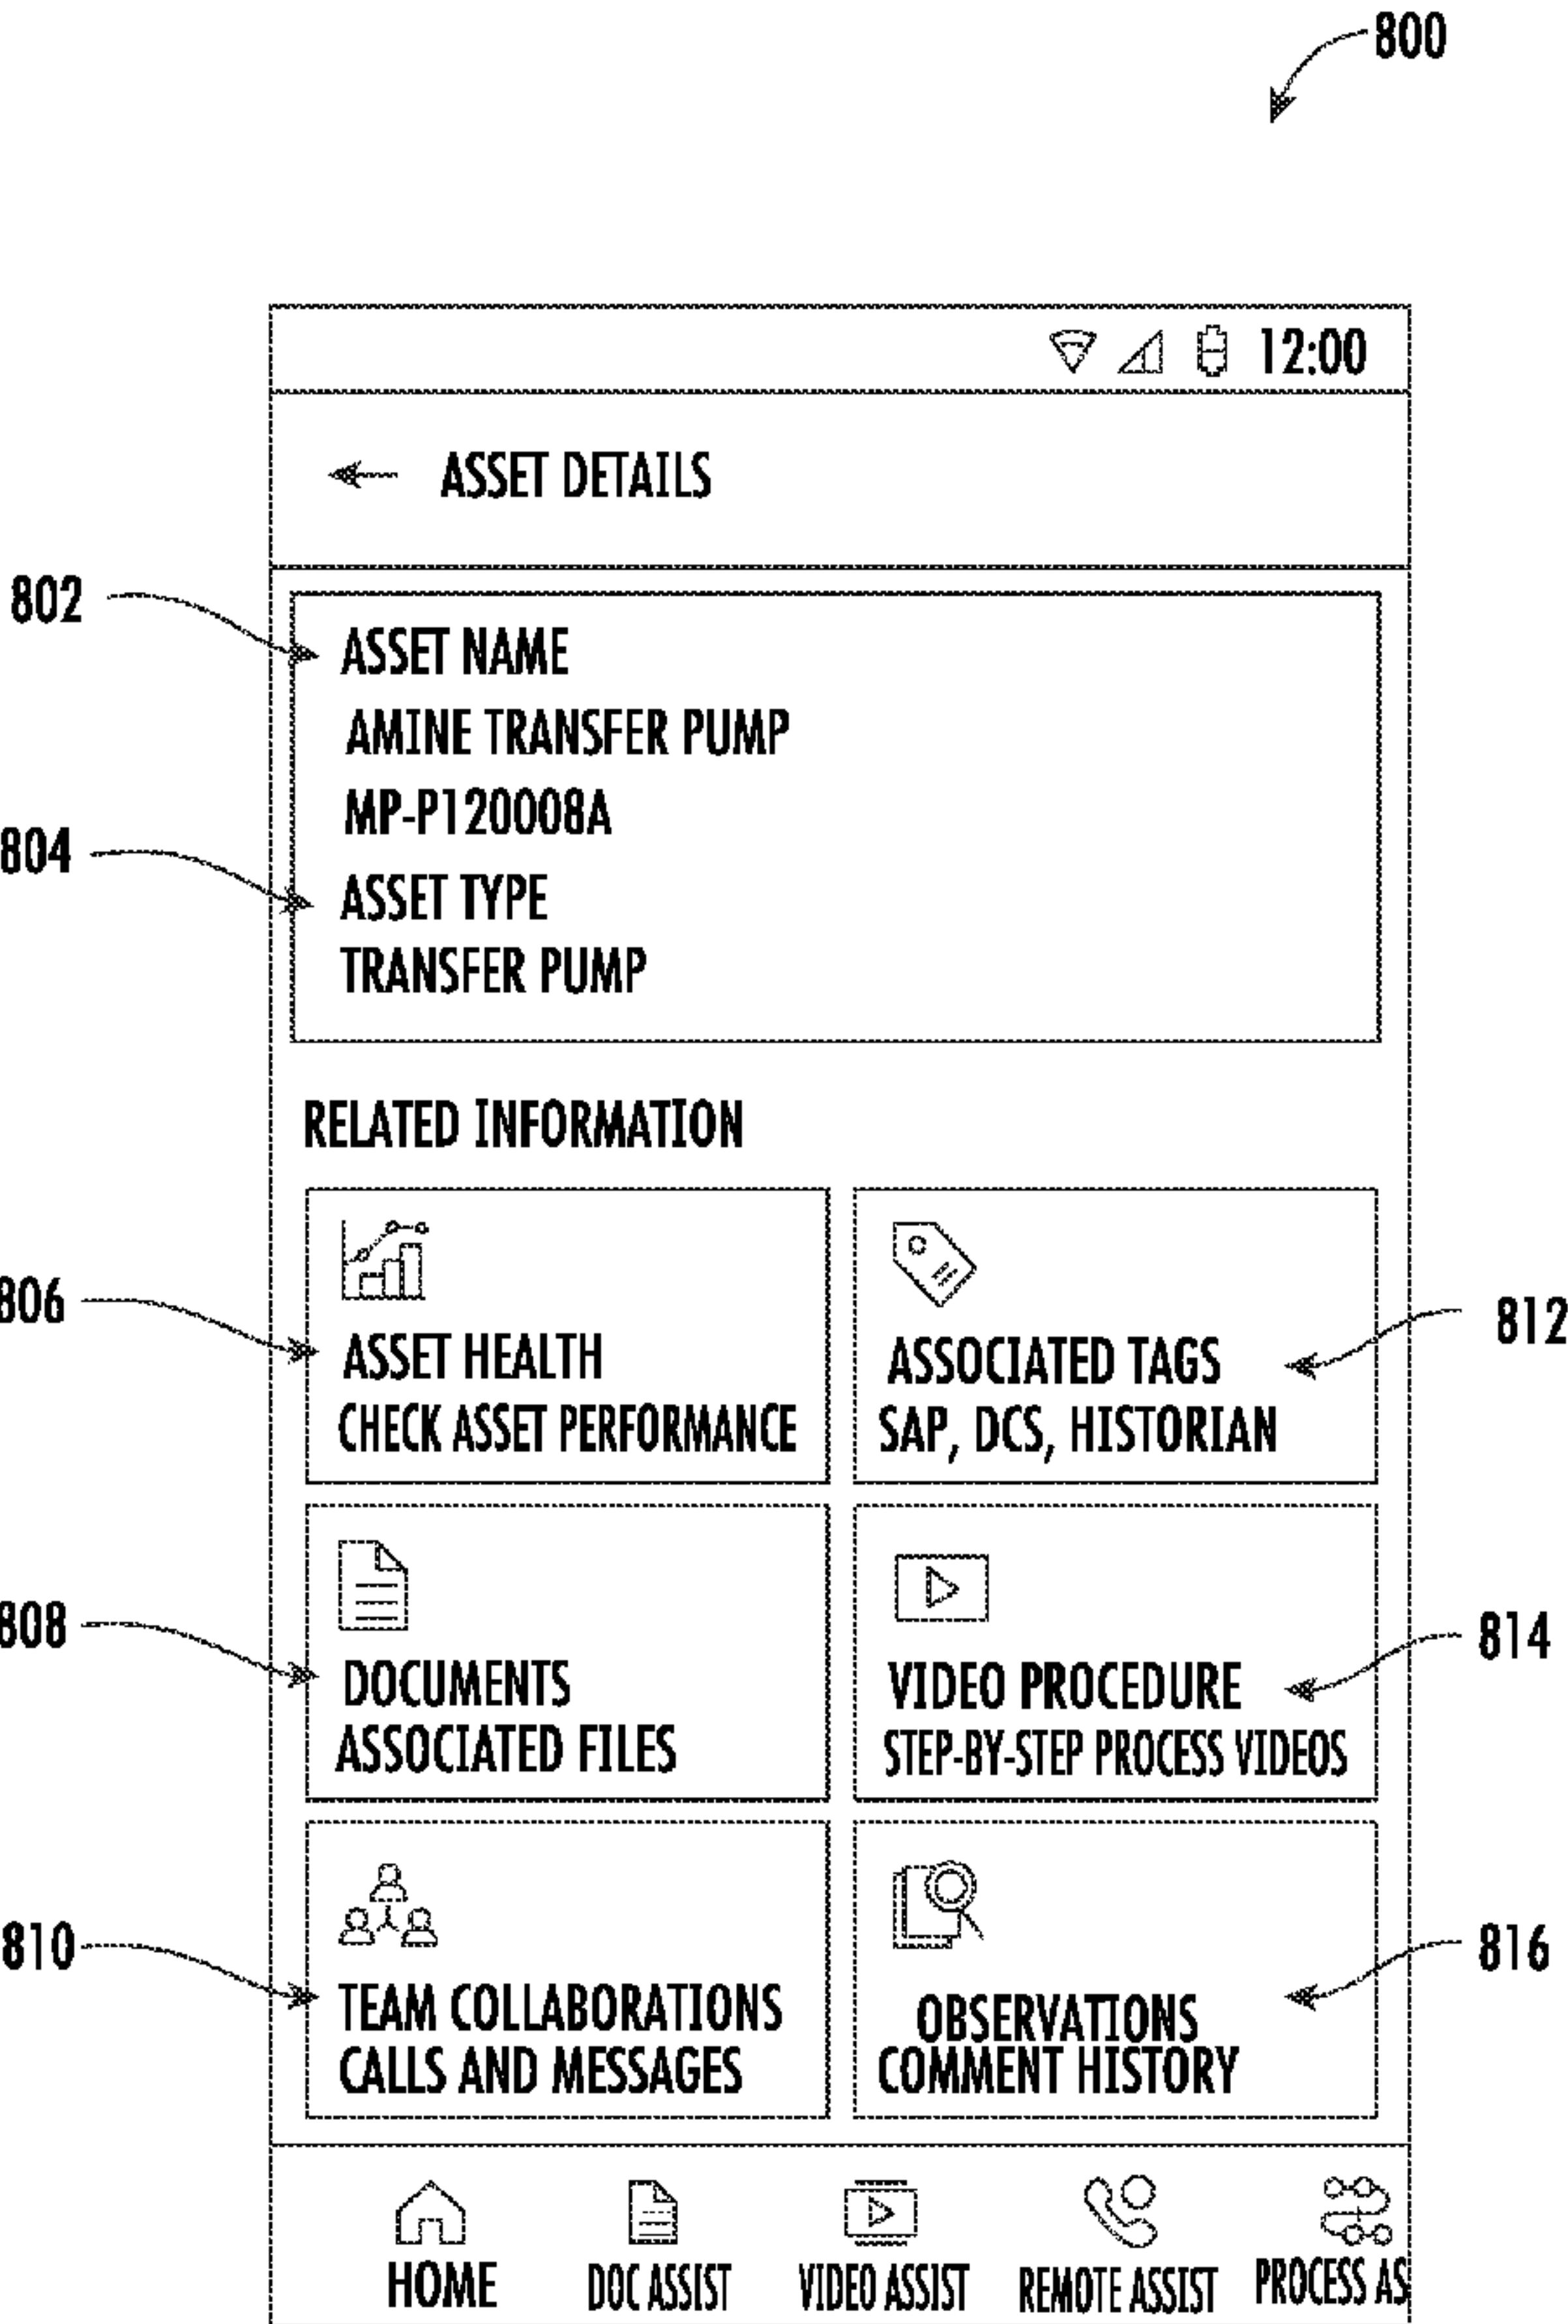 800
12:00
ASSET DETAILS
802
ASSET NAME
AMINE TRANSFER PUMP
MP-P120008A
804
ASSET TYPE
TRANSFER PUMP
RELATED INFORMATION
806
ASSET HEALTH
CHECK ASSET PERFORMANCE
ASSOCIATED TAGS
SAP, DCS, HISTORIAN
812
808
DOCUMENTS
ASSOCIATED FILES
VIDEO PROCEDURE
STEP-BY-STEP PROCESS VIDEOS
814
810
TEAM COLLABORATIONS
CALLS AND MESSAGES
OBSERVATIONS
COMMENT HISTORY
816
HOME
DOC ASSIST
VIDEO ASSIST
REMOTE ASSIST
PROCESS AS